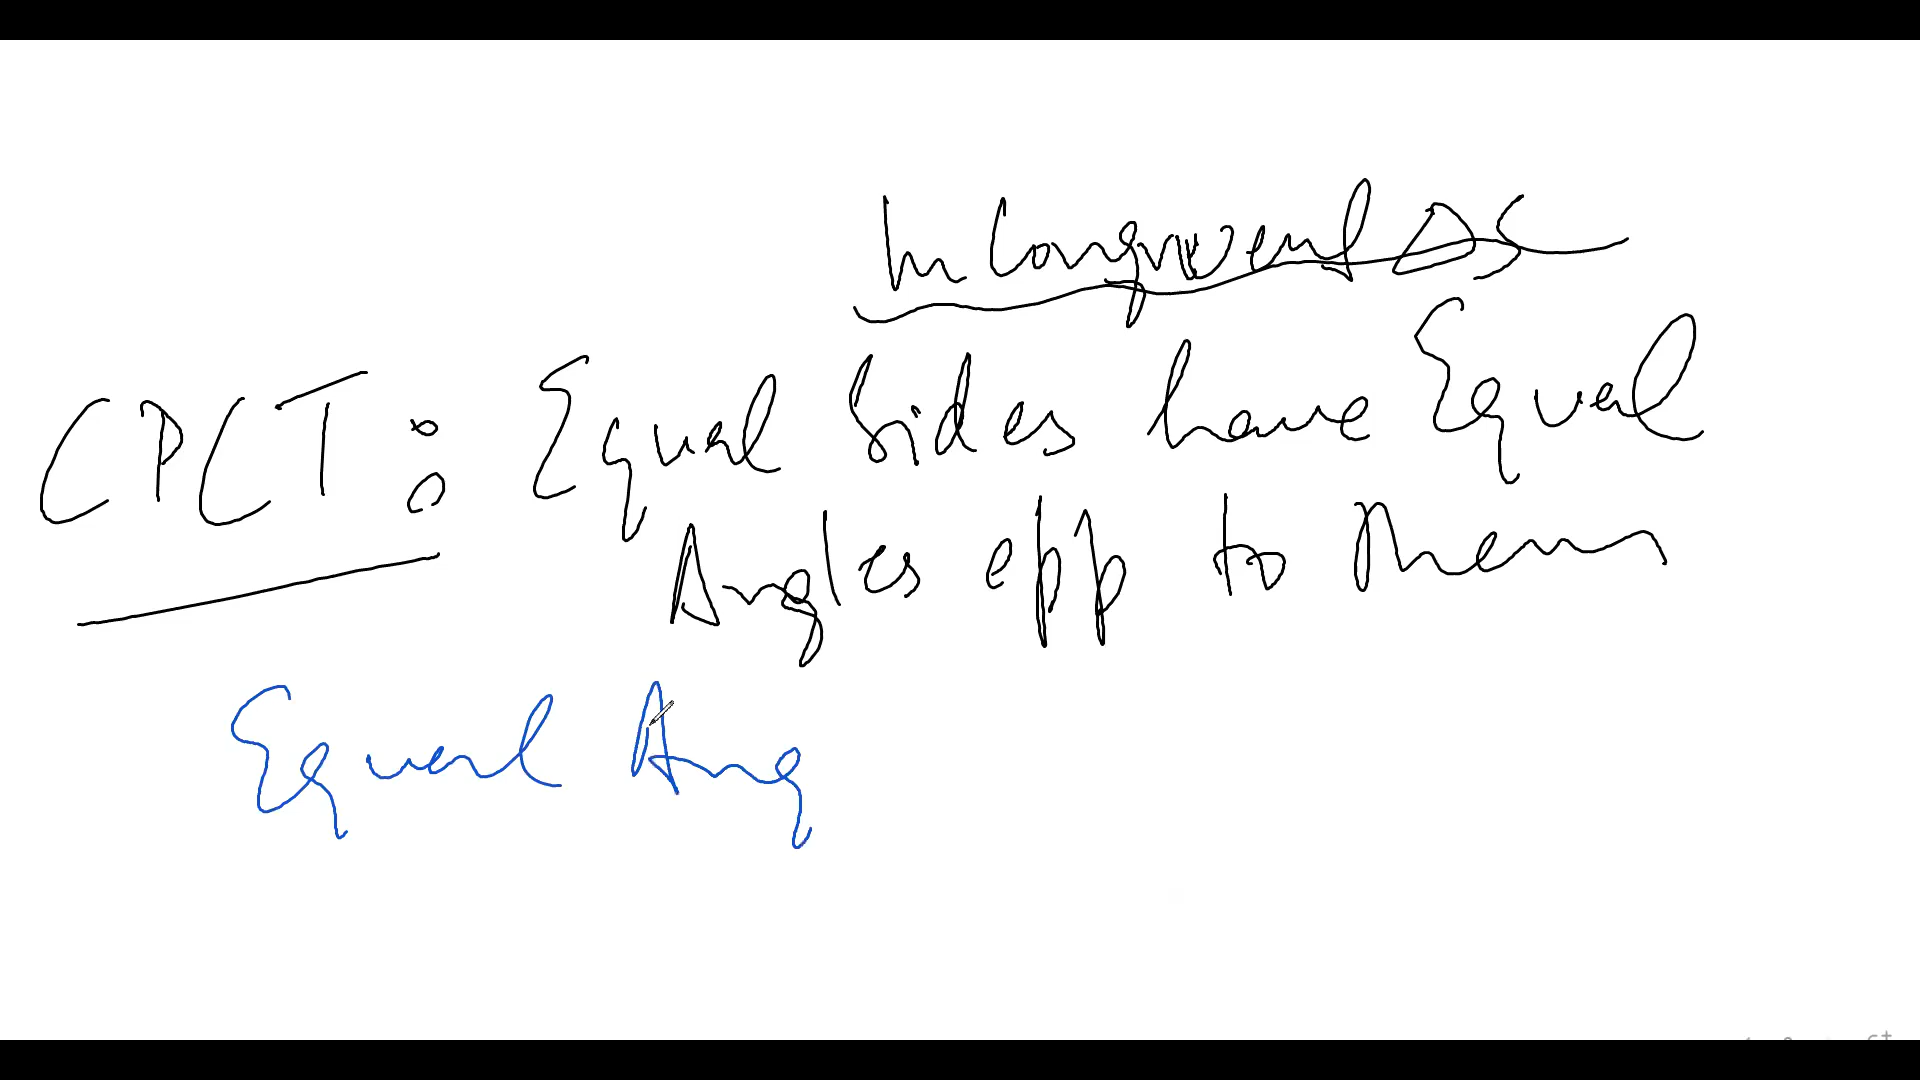 In Congruent Δs
CPCT : Equal Sides have Equal
Angles opp to them
Equal Ang